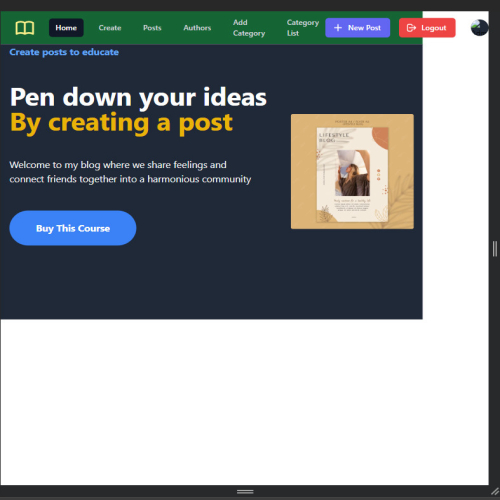 Home
Create
Posts
Authors
Add
Category
Category
List
New Post
Logout
Create posts to educate
Pen down your ideas
By creating a post
Welcome to my blog where we share feelings and
connect friends together into a harmonious community
Buy This Course
LIFESTYLE
BLOG